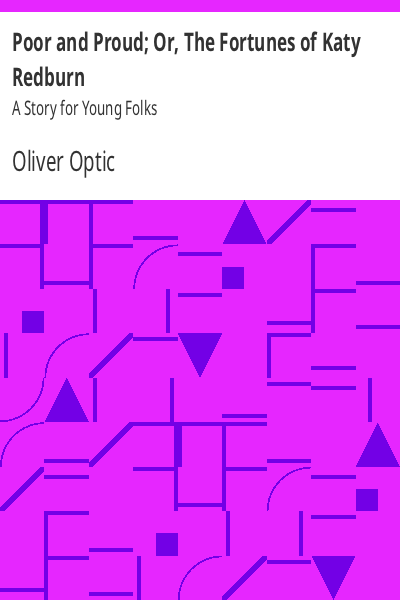 Poor and Proud; Or, The Fortunes of Katy
Redburn
A Story for Young Folks
Oliver Optic